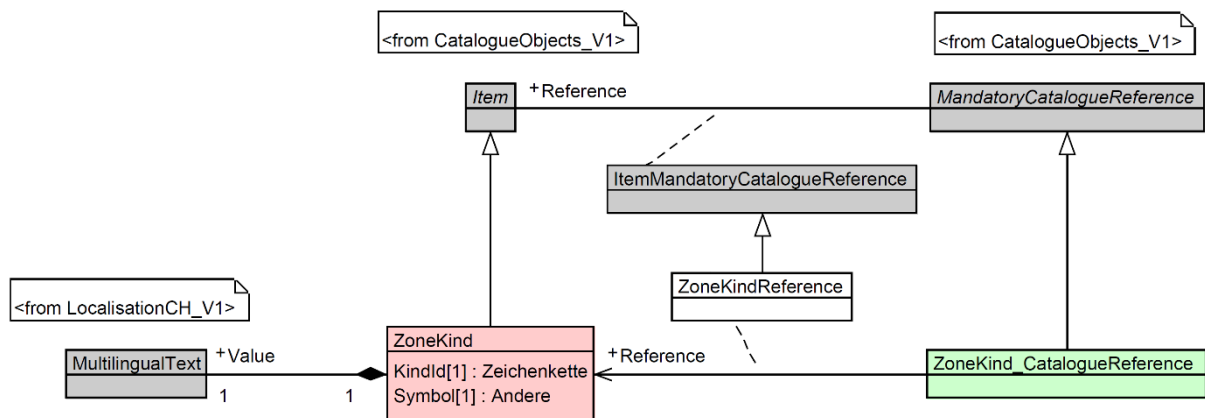 <from CatalogueObjects_V1>
<from CatalogueObjects_V1>
Item
+Reference
MandatoryCatalogueReference
ItemMandatoryCatalogueReference
<from LocalisationCH_V1>
ZoneKindReference
MultilingualText
+Value
1
1
ZoneKind
KindId[1] : Zeichenkette
Symbol[1] : Andere
+Reference
ZoneKind_CatalogueReference